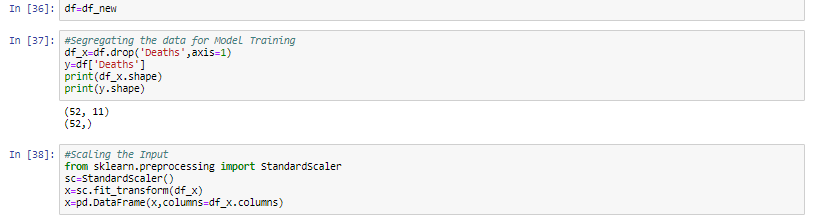 In [36]: df=df_new
In [37]: #Segregating the data for Model Training
df_x=df.drop('Deaths',axis=1)
y=df['Deaths']
print(df_x.shape)
print(y.shape)
(52, 11)
(52,)
In [38]: #Scaling the Input
from sklearn.preprocessing import StandardScaler
sc=StandardScaler()
x=sc.fit_transform(df_x)
x=pd.DataFrame(x,columns=df_x.columns)